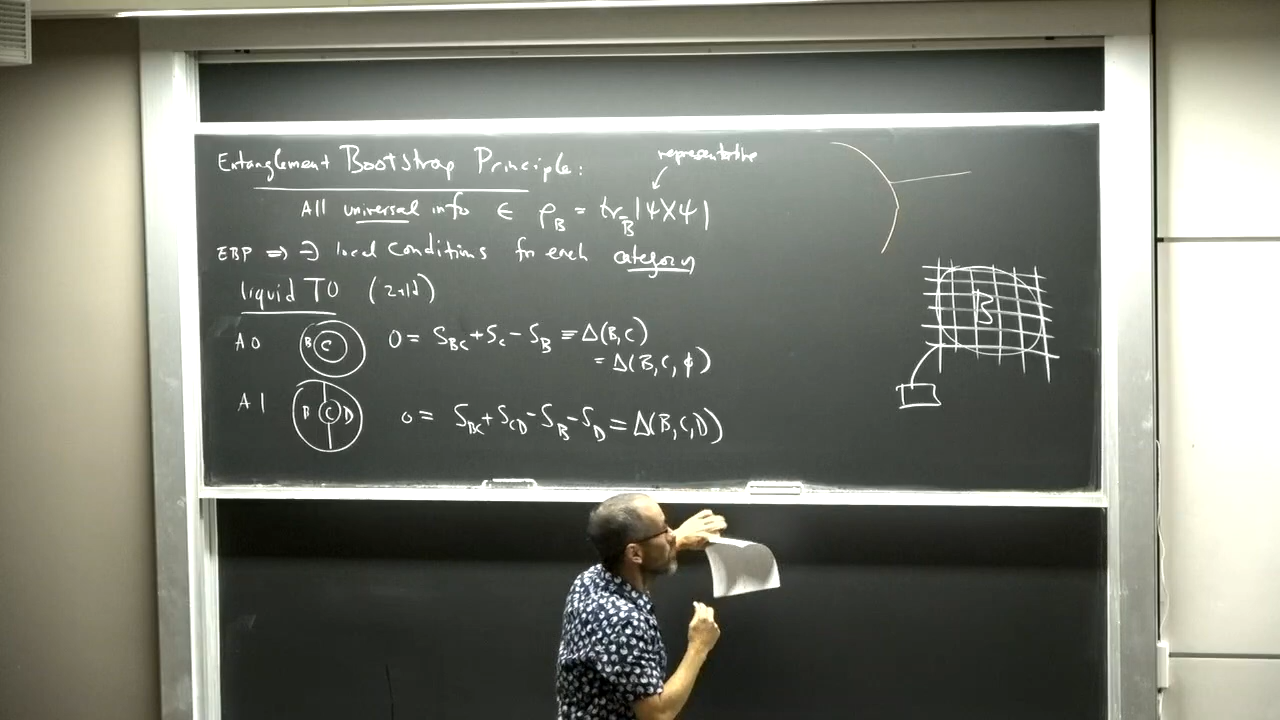 Entanglement Bootstrap Principle:
representative
All universal info ∈ ρ_B = tr_B̄ |ψ⟩⟨ψ|
EBP ⇒ ∃ local conditions for each category
liquid TO (2+1d)
A0 B C 0 = S_BC + S_C - S_B ≡ Δ(B,C)
= Δ(B,C,φ)
A1 B C D 0 = S_BC + S_CD - S_B - S_D = Δ(B,C,D)
B